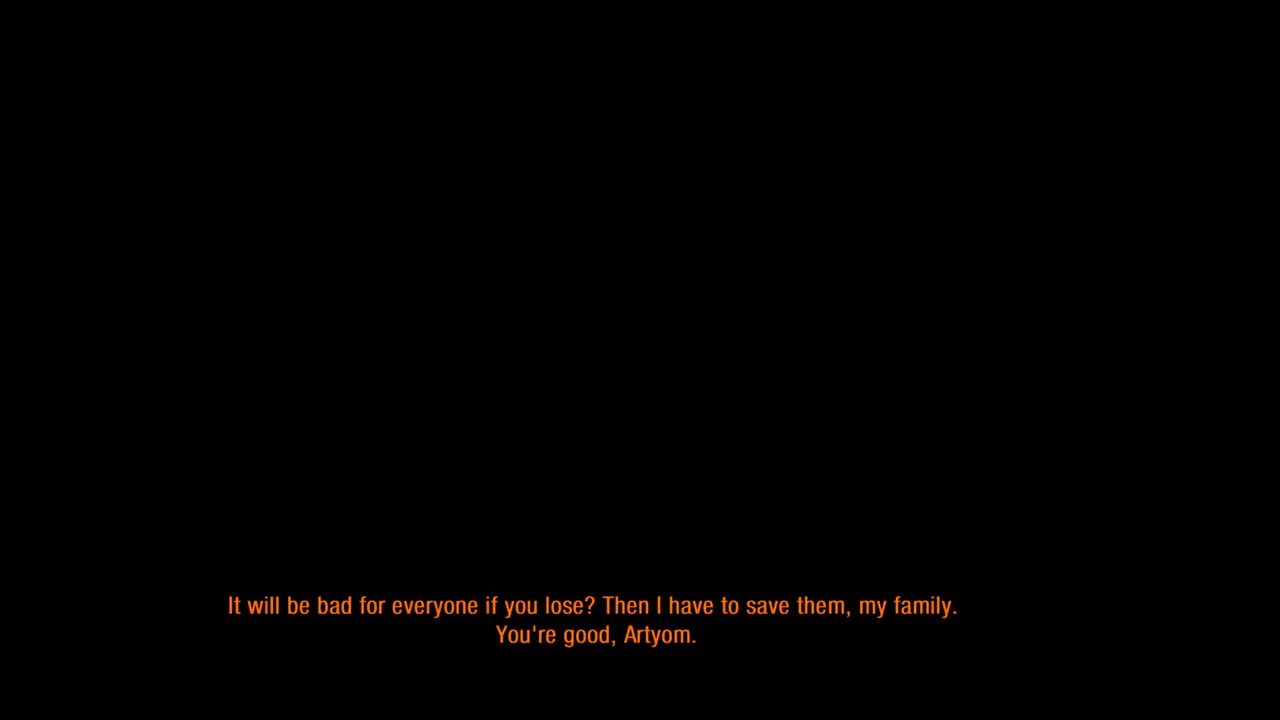 It will be bad for everyone if you lose? Then I have to save them, my family.
You're good, Artyom.